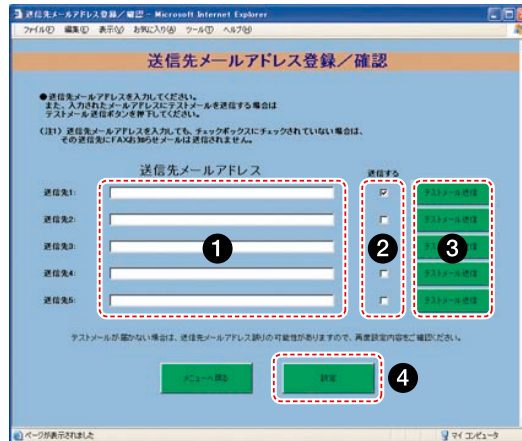 送信先メールアドレス登録／確認 - Microsoft Internet Explorer
ファイル(F) 編集(E) 表示(V) お気に入り(A) ツール(T) ヘルプ(H)
送信先メールアドレス登録／確認
●送信先メールアドレスを入力してください。
また、入力されたメールアドレスにテストメールを送信する場合は
テストメール送信ボタンを押下してください。
(注1) 送信先メールアドレスを入力しても、チェックボックスにチェックされていない場合は、
その送信先にFAXお知らせメールは送信されません。
送信先メールアドレス 送信する
送信先1: テストメール送信
送信先2: テストメール送信
送信先3: 1 2 テストメール送信 3
送信先4: テストメール送信
送信先5: テストメール送信
テストメールが届かない場合は、送信先メールアドレス誤りの可能性がありますので、再度設定内容をご確認ください。
メニューへ戻る 設定 4
ページが表示されました マイ コンピュータ